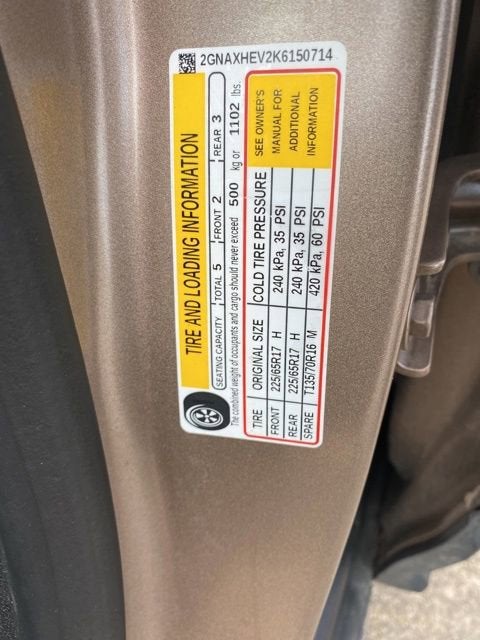 2GNAXHEV2K6150714
TIRE AND LOADING INFORMATION
SEATING CAPACITY TOTAL 5 FRONT 2 REAR 3
The combined weight of occupants and cargo should never exceed 500 kg or 1102 lbs.
TIRE ORIGINAL SIZE COLD TIRE PRESSURE
FRONT 225/65R17 H 240 kPa, 35 PSI
REAR 225/65R17 H 240 kPa, 35 PSI
SPARE T135/70R16 M 420 kPa, 60 PSI
SEE OWNER'S
MANUAL FOR
ADDITIONAL
INFORMATION